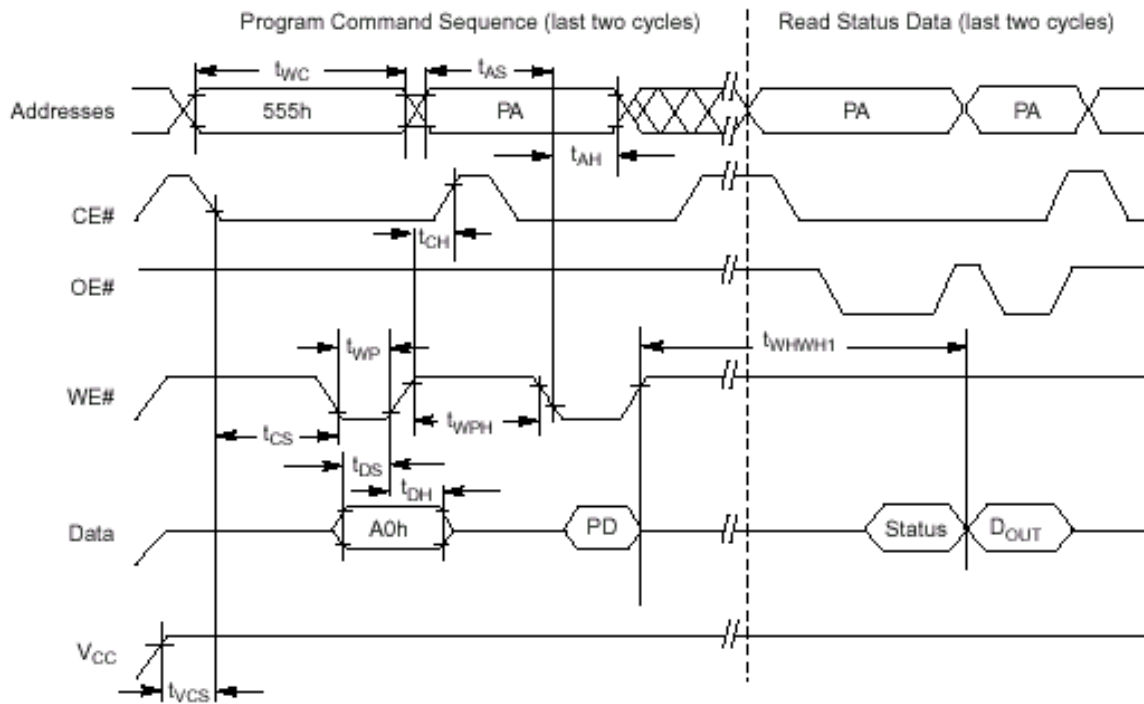 Program Command Sequence (last two cycles) Read Status Data (last two cycles)
tWC tAS
Addresses 555h PA PA PA
tAH
CE#
tCH
OE#
tWP tWHWH1
WE#
tCS tWPH
tDS
tDH
Data A0h PD Status DOUT
VCC
tVCS